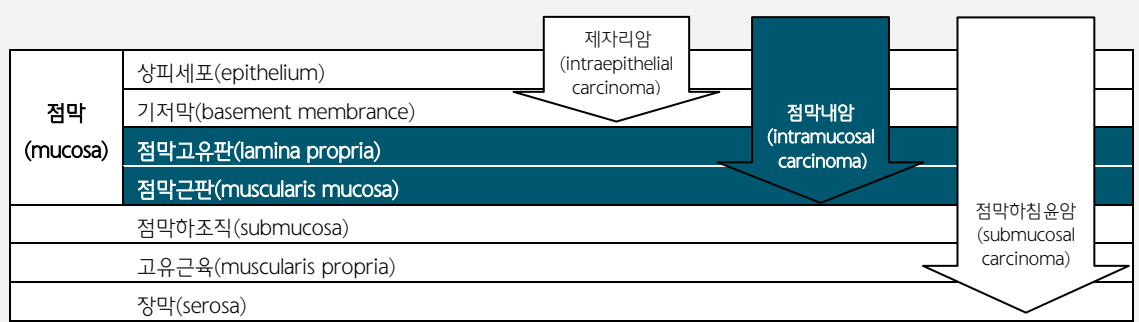 제자리암
(intraepithelial
carcinoma)
점막내암
(intramucosal
carcinoma)
점막하침윤암
(submucosal
carcinoma)
점막
(mucosa)
상피세포(epithelium)
기저막(basement membrance)
점막고유판(lamina propria)
점막근판(muscularis mucosa)
점막하조직(submucosa)
고유근육(muscularis propria)
장막(serosa)